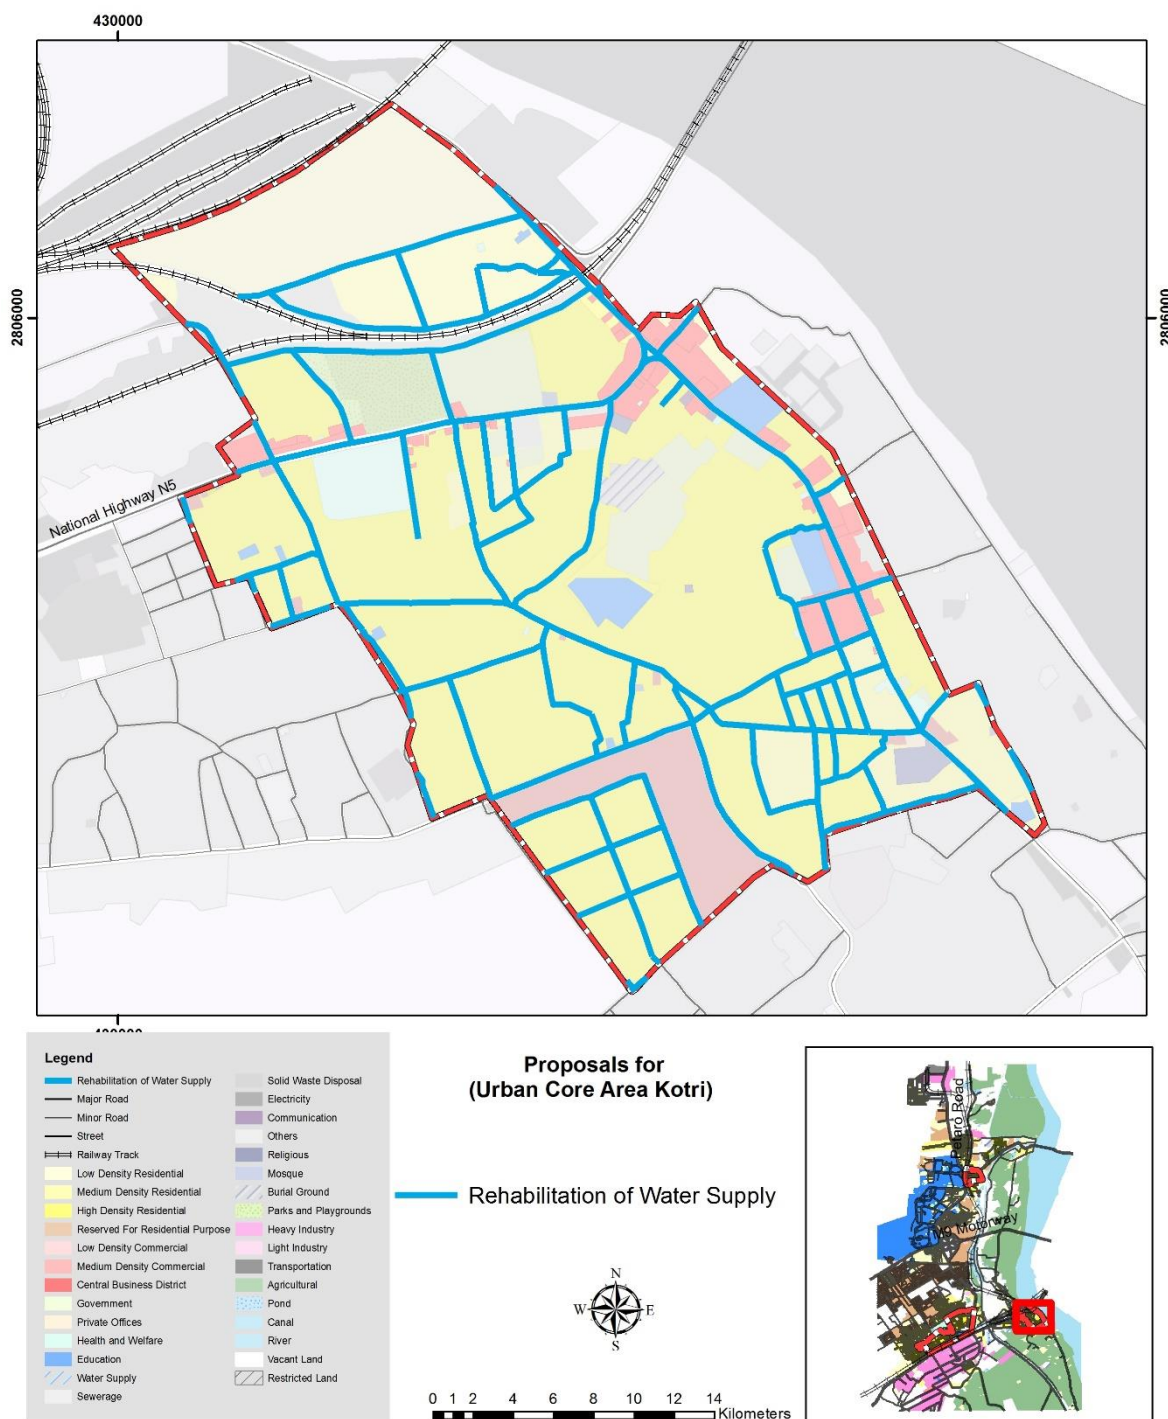 430000
2806000
2806000
National Highway N5
Legend
Rehabilitation of Water Supply
Major Road
Minor Road
Street
Railway Track
Low Density Residential
Medium Density Residential
High Density Residential
Reserved For Residential Purpose
Low Density Commercial
Medium Density Commercial
Central Business District
Government
Private Offices
Health and Welfare
Education
Water Supply
Sewerage
Solid Waste Disposal
Electricity
Communication
Others
Religious
Mosque
Burial Ground
Parks and Playgrounds
Heavy Industry
Light Industry
Transportation
Agricultural
Pond
Canal
River
Vacant Land
Restricted Land
Proposals for
(Urban Core Area Kotri)
Rehabilitation of Water Supply
N
W E
S
0 1 2 4 6 8 10 12 14
Kilometers
Petaro Road
M9 Motorway